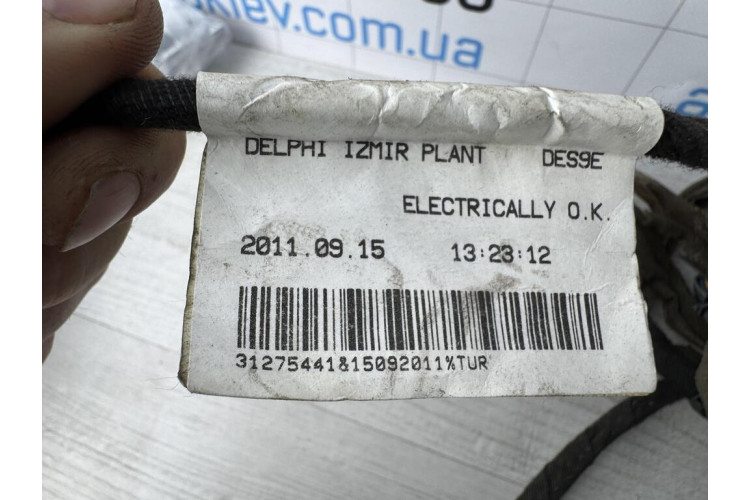 kiev.com.ua
DELPHI IZMIR PLANT DES9E
ELECTRICALLY O.K.
2011.09.15 13:23:12
31275441&15092011%TUR